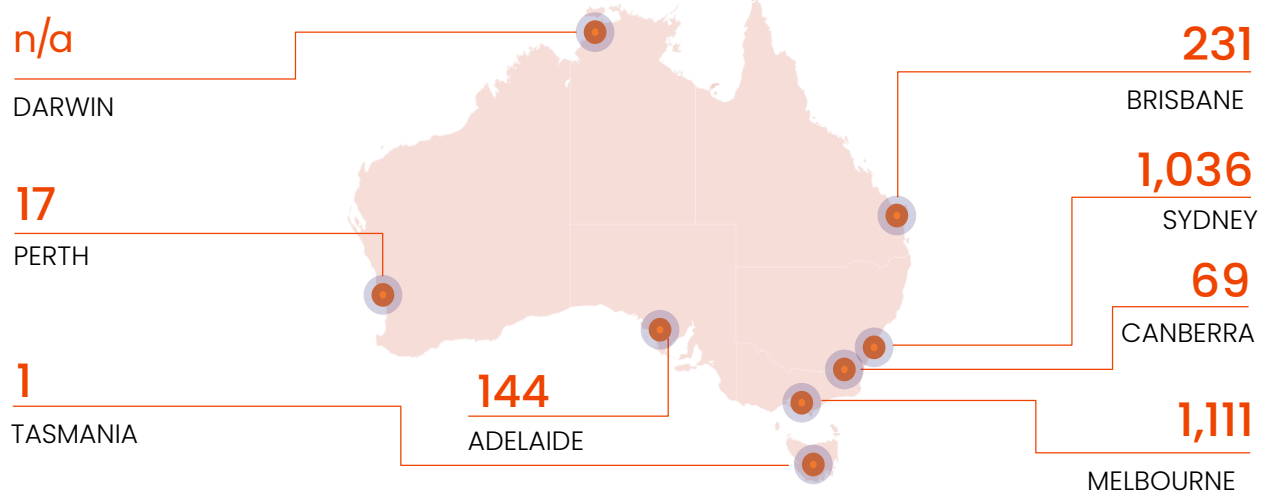 n/a
DARWIN
17
PERTH
1
TASMANIA
144
ADELAIDE
231
BRISBANE
1,036
SYDNEY
69
CANBERRA
1,111
MELBOURNE